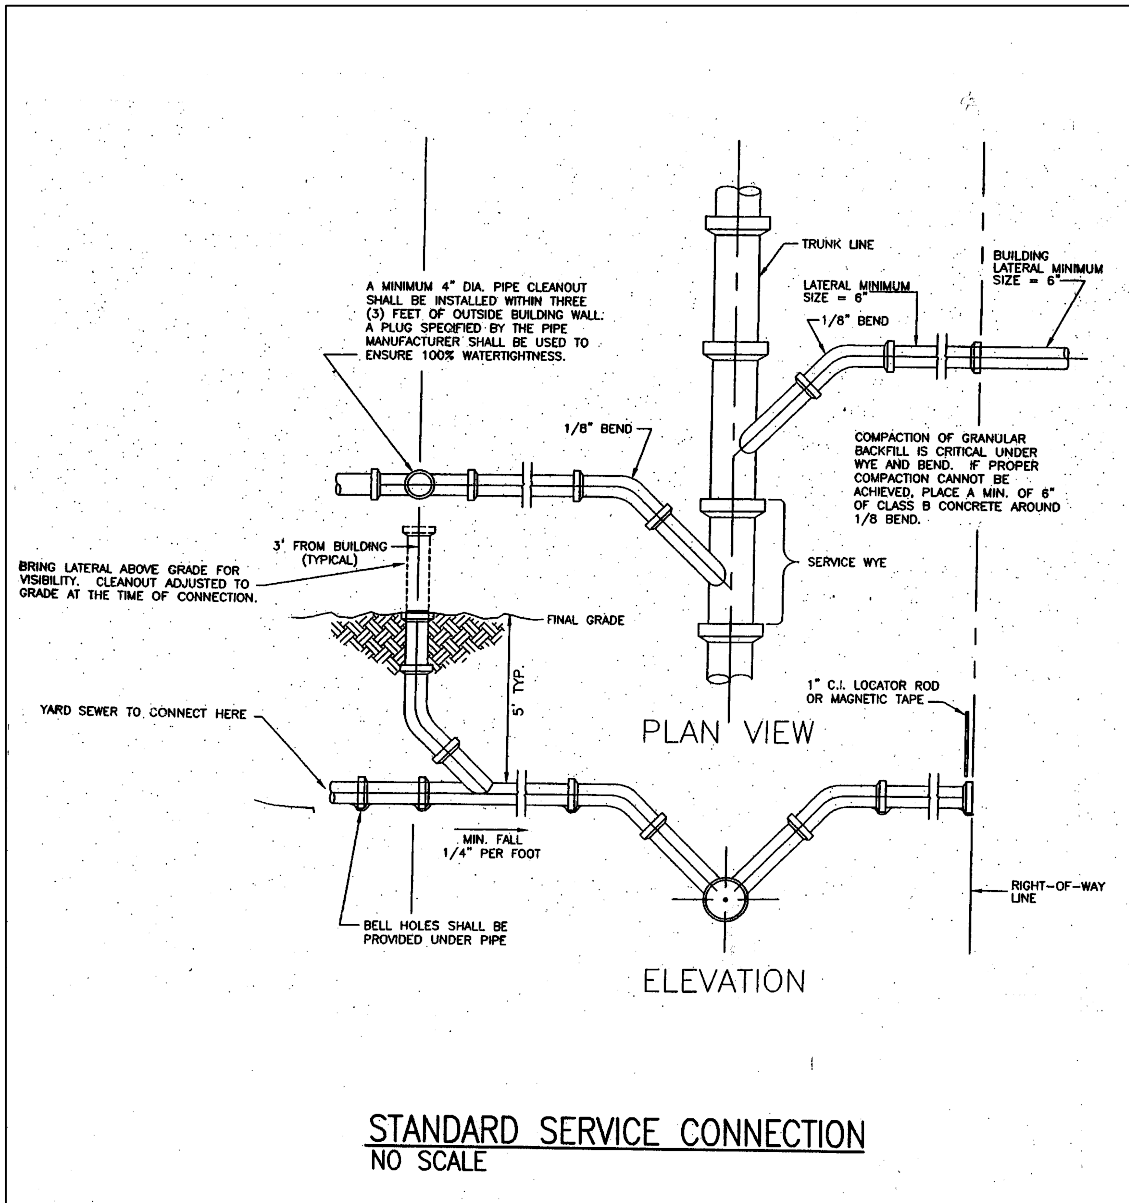 TRUNK LINE
BUILDING
LATERAL MINIMUM
SIZE = 6"
LATERAL MINIMUM
SIZE = 6"
1/8" BEND
A MINIMUM 4" DIA. PIPE CLEANOUT
SHALL BE INSTALLED WITHIN THREE
(3) FEET OF OUTSIDE BUILDING WALL.
A PLUG SPECIFIED BY THE PIPE
MANUFACTURER SHALL BE USED TO
ENSURE 100% WATERTIGHTNESS.
1/8" BEND
COMPACTION OF GRANULAR
BACKFILL IS CRITICAL UNDER
WYE AND BEND. IF PROPER
COMPACTION CANNOT BE
ACHIEVED, PLACE A MIN. OF 6"
OF CLASS B CONCRETE AROUND
1/8 BEND.
3' FROM BUILDING
(TYPICAL)
SERVICE WYE
BRING LATERAL ABOVE GRADE FOR
VISIBILITY. CLEANOUT ADJUSTED TO
GRADE AT THE TIME OF CONNECTION.
FINAL GRADE
5' TYP.
1" C.I. LOCATOR ROD
OR MAGNETIC TAPE
YARD SEWER TO CONNECT HERE
PLAN VIEW
MIN. FALL
1/4" PER FOOT
RIGHT-OF-WAY
LINE
BELL HOLES SHALL BE
PROVIDED UNDER PIPE
ELEVATION
STANDARD SERVICE CONNECTION
NO SCALE